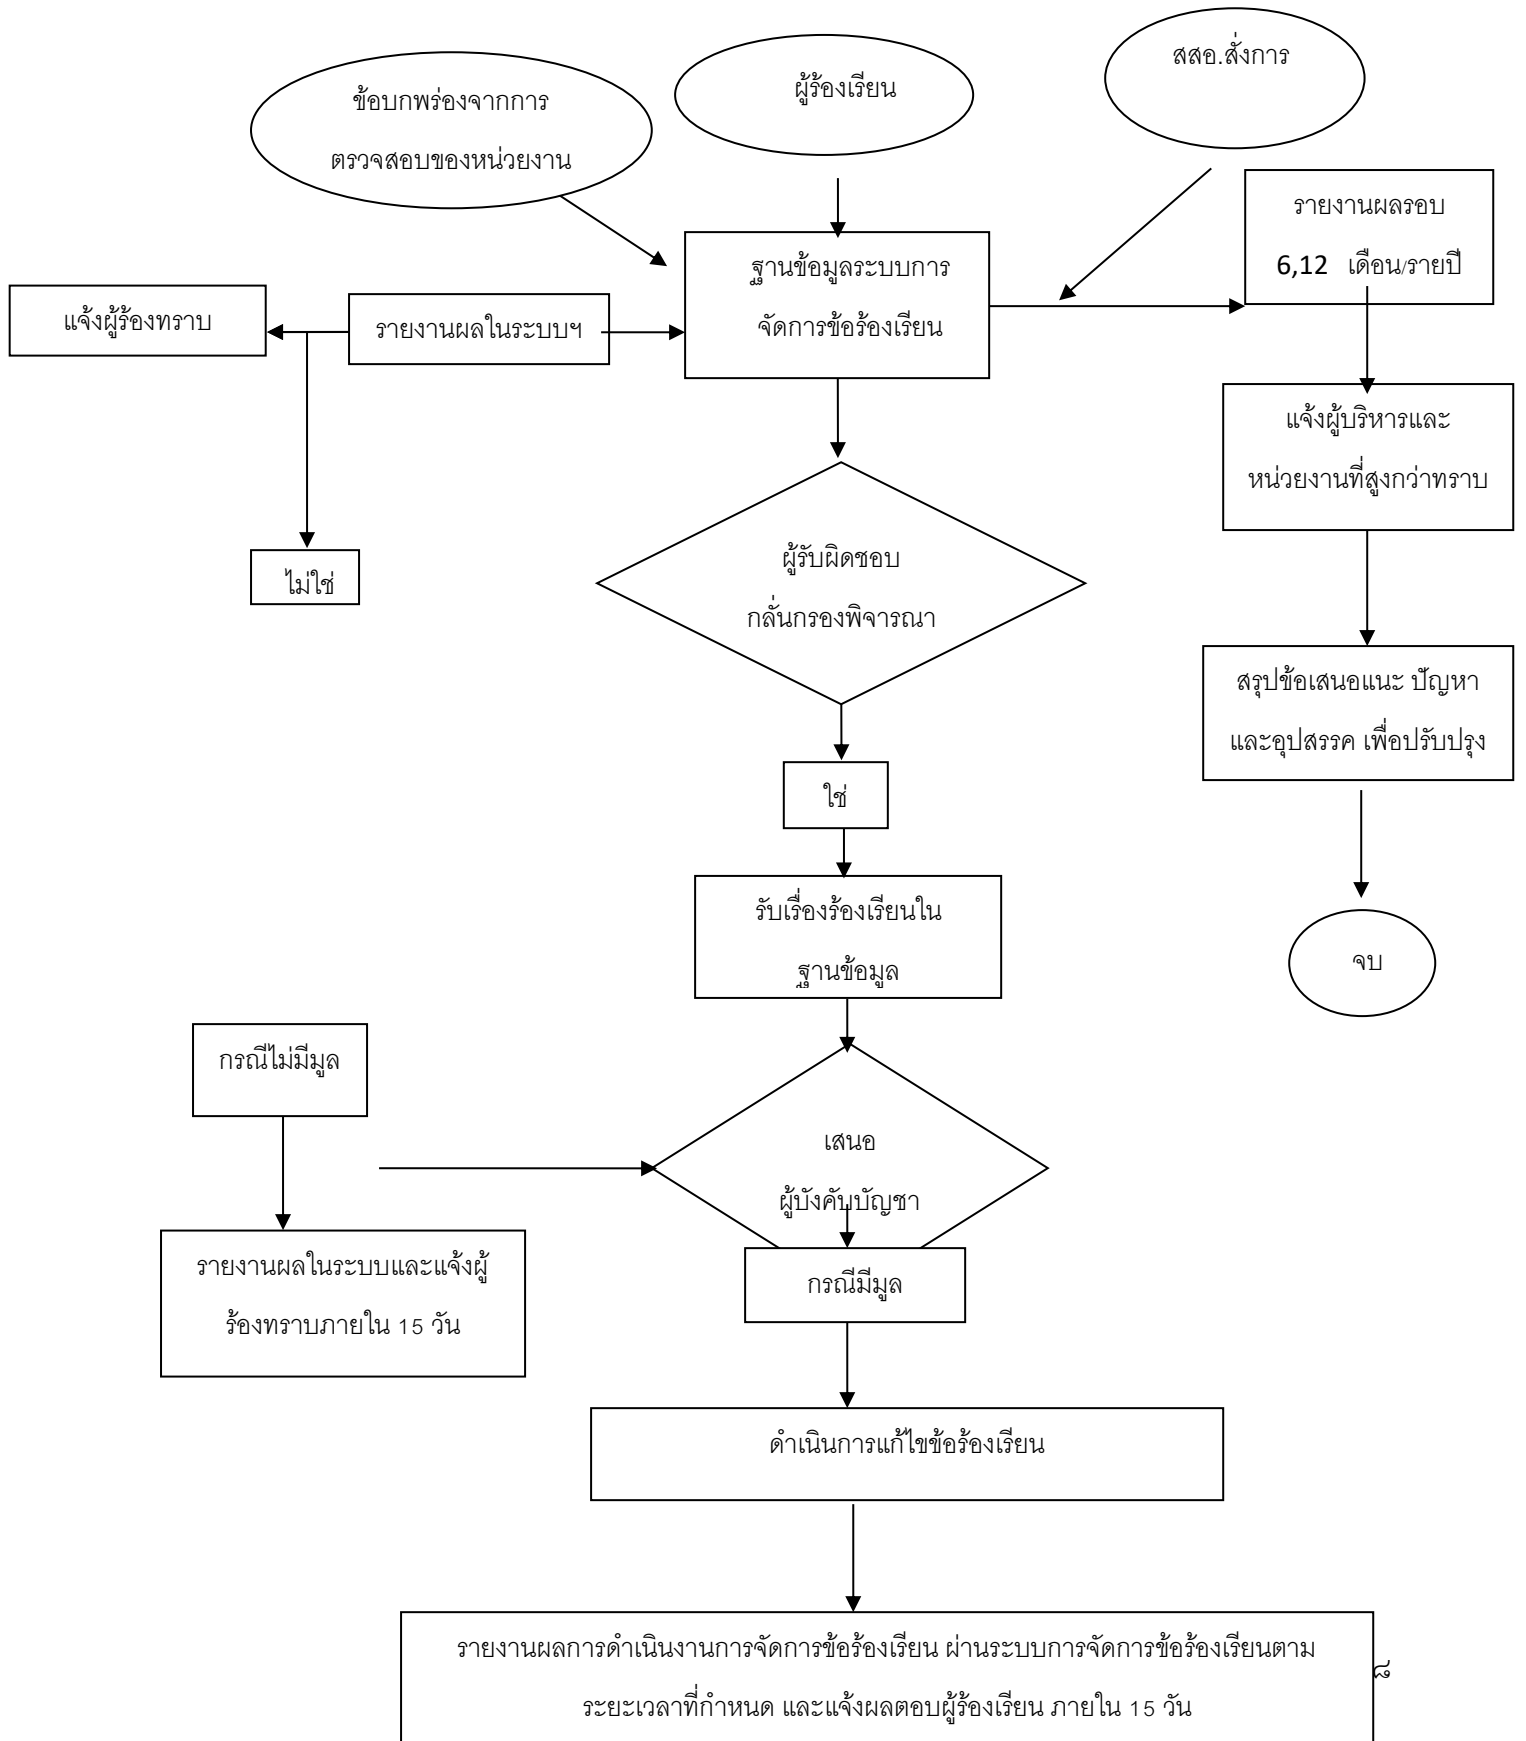 ข้อบกพร่องจากการ
ตรวจสอบของหน่วยงาน
ผู้ร้องเรียน
สสอ.สั่งการ
รายงานผลรอบ
6,12 เดือน/รายปี
ฐานข้อมูลระบบการ
จัดการข้อร้องเรียน
แจ้งผู้ร้องทราบ
รายงานผลในระบบฯ
แจ้งผู้บริหารและ
หน่วยงานที่สูงกว่าทราบ
ไม่ใช่
ผู้รับผิดชอบ
กลั่นกรองพิจารณา
สรุปข้อเสนอแนะ ปัญหา
และอุปสรรค เพื่อปรับปรุง
ใช่
รับเรื่องร้องเรียนใน
ฐานข้อมูล
จบ
กรณีไม่มีมูล
เสนอ
ผู้บังคับบัญชา
รายงานผลในระบบและแจ้งผู้
ร้องทราบภายใน 15 วัน
กรณีมีมูล
ดำเนินการแก้ไขข้อร้องเรียน
รายงานผลการดำเนินงานการจัดการข้อร้องเรียน ผ่านระบบการจัดการข้อร้องเรียนตาม
ระยะเวลาที่กำหนด และแจ้งผลตอบผู้ร้องเรียน ภายใน 15 วัน
๘